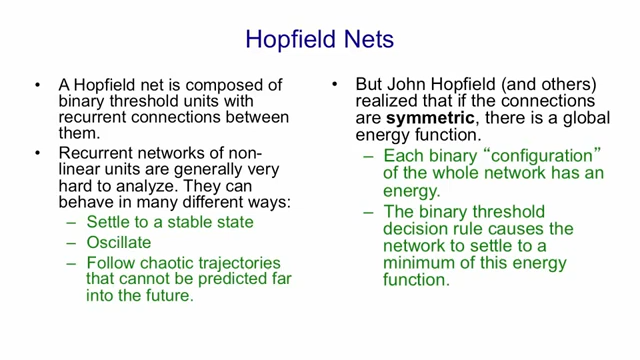 Hopfield Nets
• A Hopfield net is composed of
binary threshold units with
recurrent connections between
them.
• Recurrent networks of non-
linear units are generally very
hard to analyze. They can
behave in many different ways:
– Settle to a stable state
– Oscillate
– Follow chaotic trajectories
that cannot be predicted far
into the future.
• But John Hopfield (and others)
realized that if the connections
are symmetric, there is a global
energy function.
– Each binary “configuration”
of the whole network has an
energy.
– The binary threshold
decision rule causes the
network to settle to a
minimum of this energy
function.